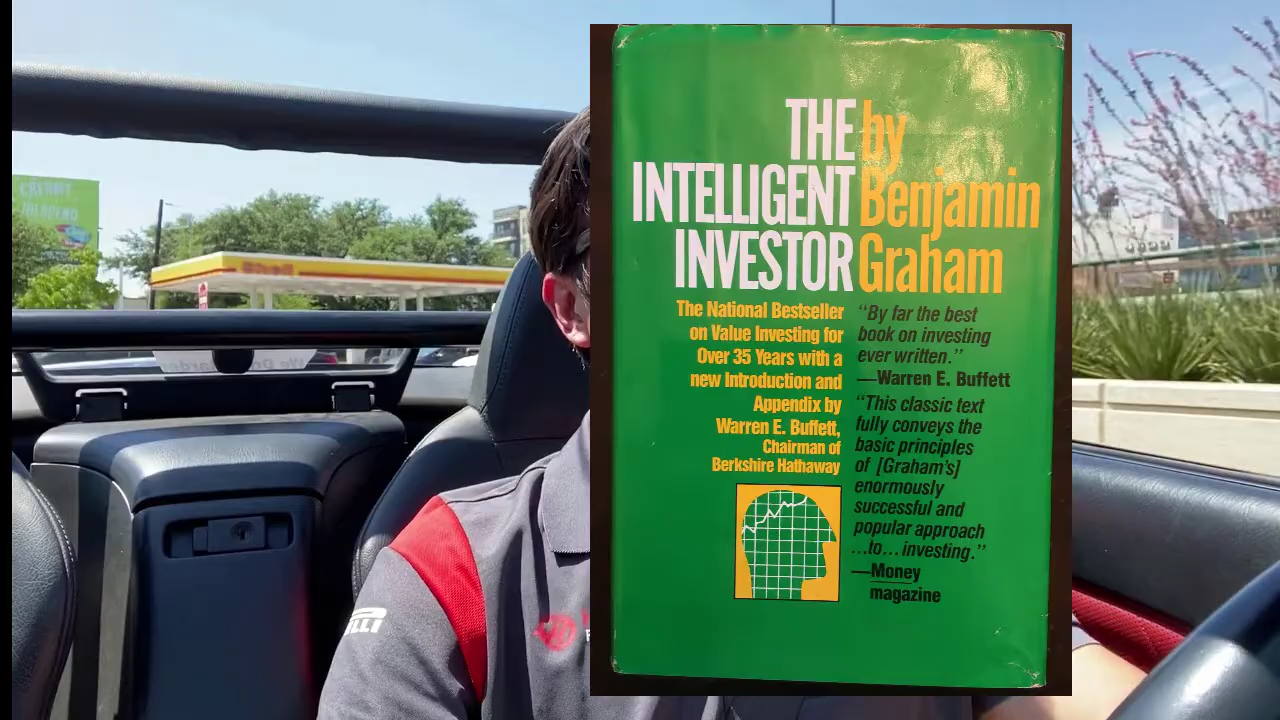 THE
INTELLIGENT
INVESTOR
by
Benjamin
Graham
The National Bestseller
on Value Investing for
Over 35 Years with a
new Introduction and
Appendix by
Warren E. Buffett,
Chairman of
Berkshire Hathaway
“By far the best
book on investing
ever written.”
—Warren E. Buffett
“This classic text
fully conveys the
basic principles
of [Graham's]
enormously
successful and
popular approach
...to...investing.”
—Money
magazine